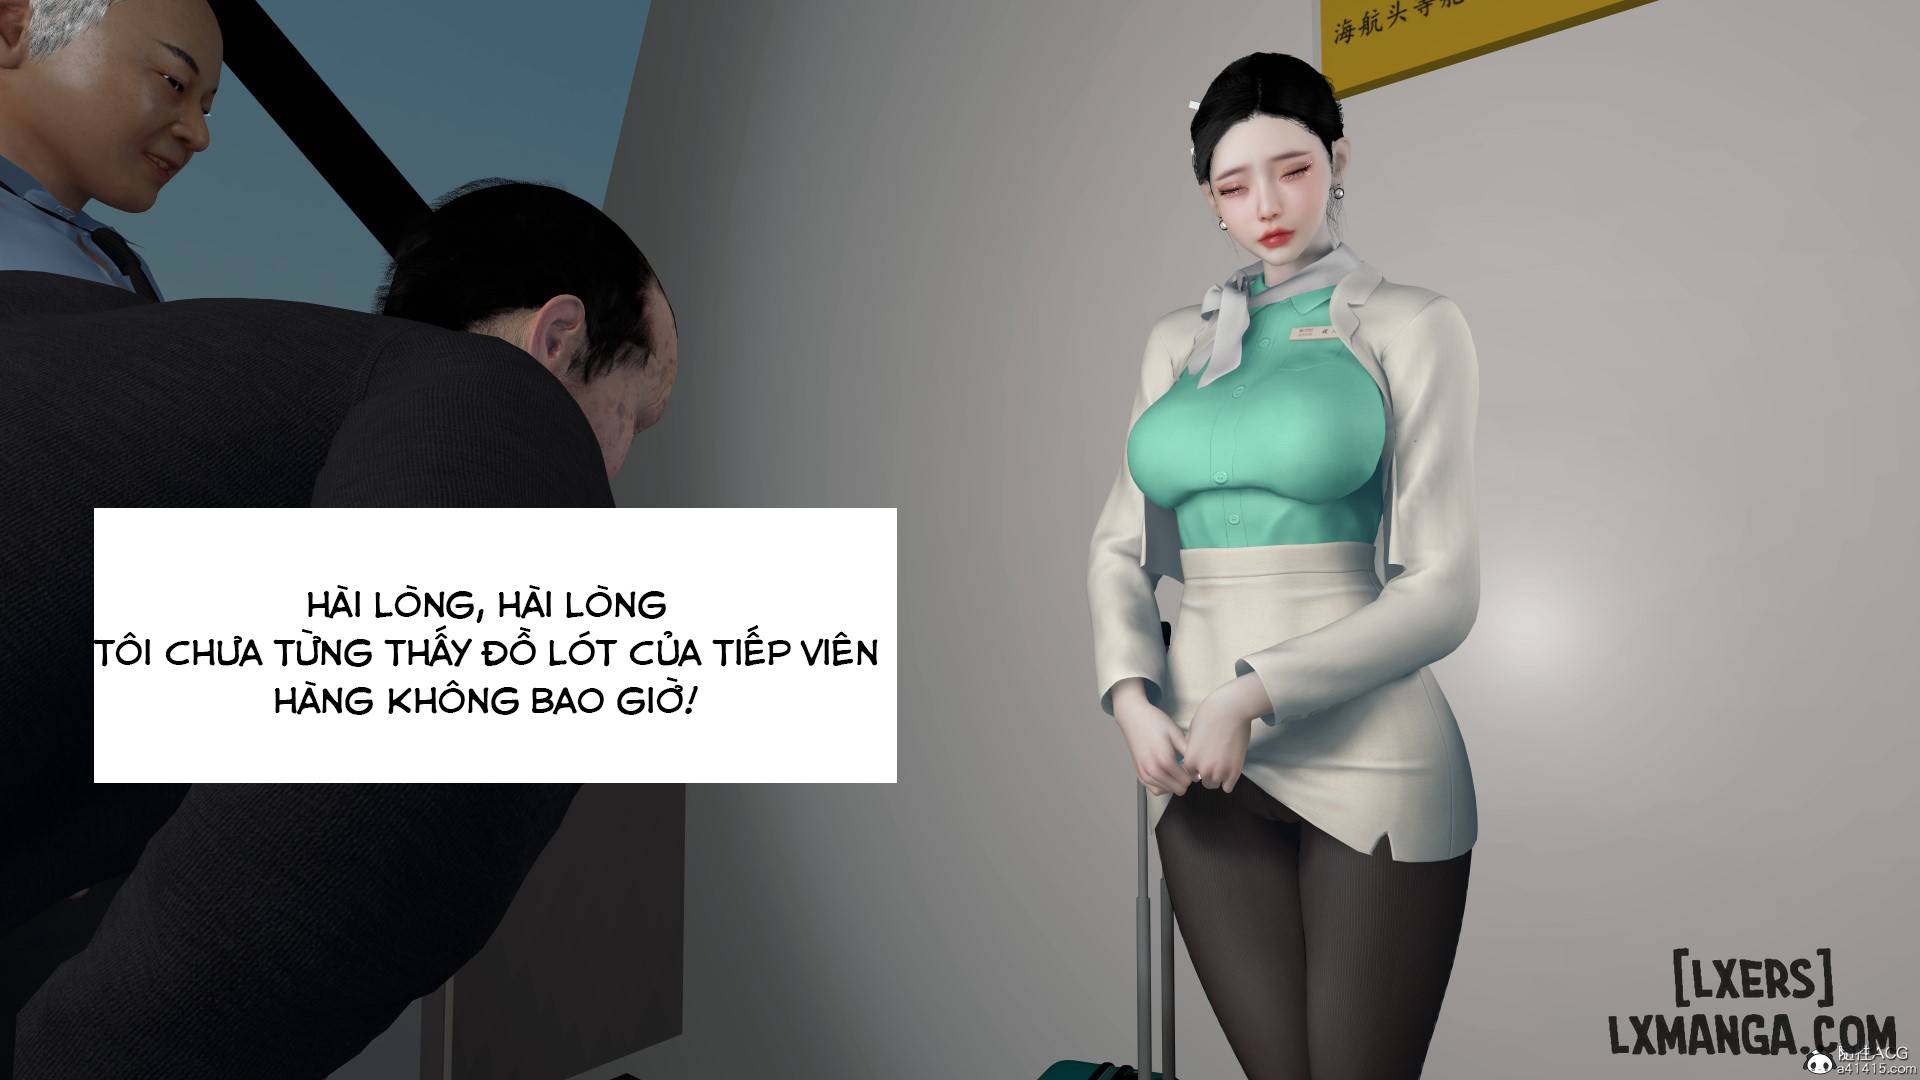 海航头等舱
HÀI LÒNG, HÀI LÒNG
TÔI CHƯA TỪNG THẤY ĐỒ LÓT CỦA TIẾP VIÊN
HÀNG KHÔNG BAO GIỜ!
[LXERS]
LXMANGA.COM
ACG
a41415.com